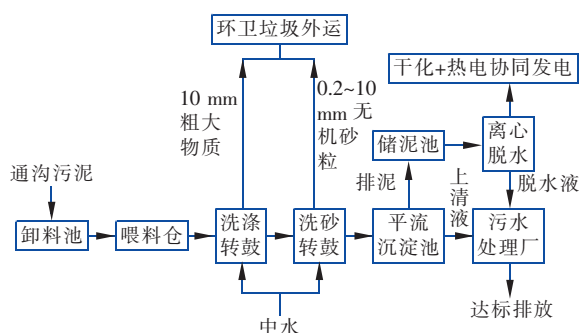 环卫垃圾外运
干化+热电协同发电
10 mm
粗大
物质
0.2~10
mm 无
机砂
粒
储泥池
离心
脱水
通沟污泥
排泥
上
清
液
脱水液
卸料池
喂料仓
洗涤
转鼓
洗砂
转鼓
平流
沉淀池
污水
处理厂
中水
达标排放